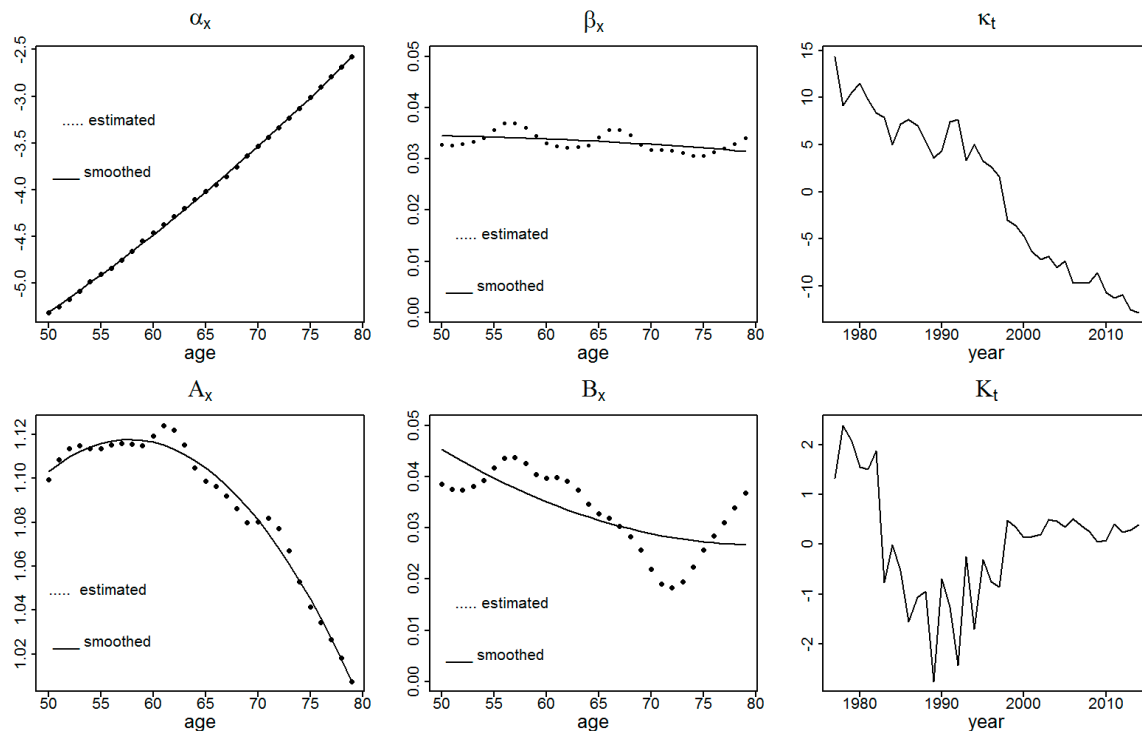 αx
-2.5
-3.0
-3.5
-4.0
-4.5
-5.0
..... estimated
___ smoothed
50 55 60 65 70 75 80
age
βx
0.05
0.04
0.03
0.02
0.01
0.00
..... estimated
___ smoothed
50 55 60 65 70 75 80
age
κt
15
10
5
0
-5
-10
1980 1990 2000 2010
year
Ax
1.12
1.10
1.08
1.06
1.04
1.02
..... estimated
___ smoothed
50 55 60 65 70 75 80
age
Bx
0.05
0.04
0.03
0.02
0.01
0.00
..... estimated
___ smoothed
50 55 60 65 70 75 80
age
Kt
2
1
0
-1
-2
1980 1990 2000 2010
year